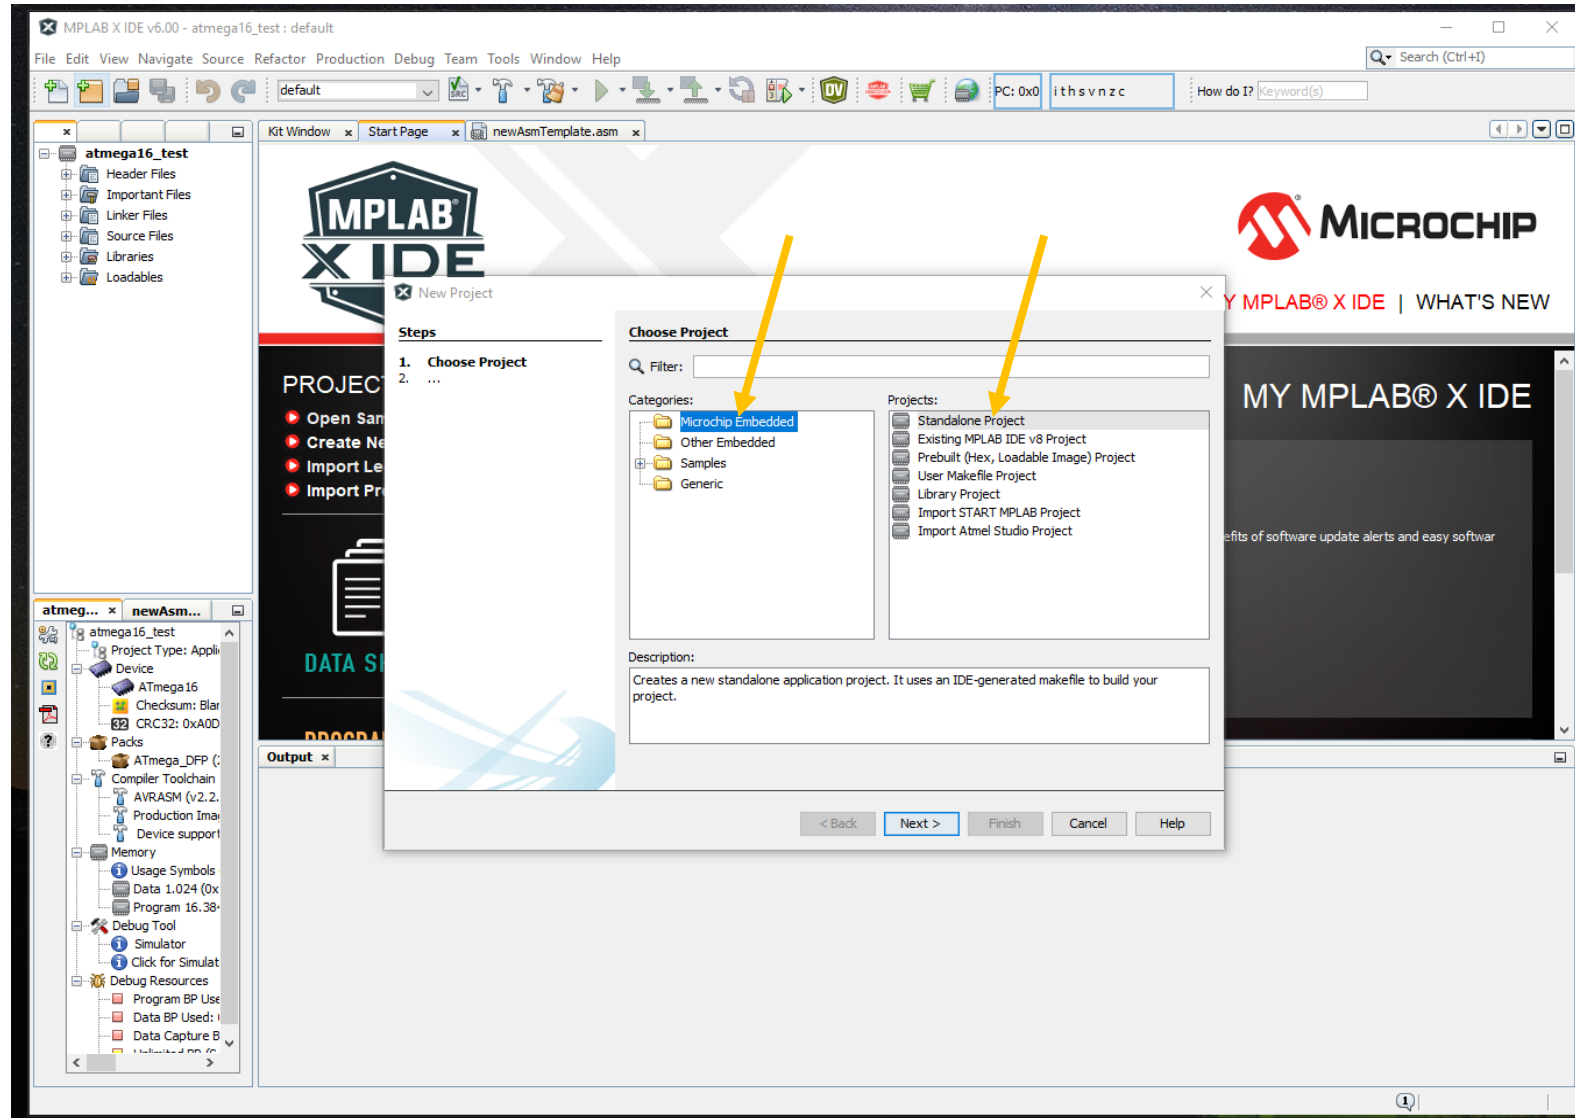 MPLAB X IDE v6.00 - atmega16_test : default
File Edit View Navigate Source Refactor Production Debug Team Tools Window Help
Search (Ctrl+I)
default
PC: 0x0
i t h s v n z c
How do I?
Keyword(s)
Kit Window
Start Page
newAsmTemplate.asm
atmega16_test
Header Files
Important Files
Linker Files
Source Files
Libraries
Loadables
MPLAB®
X IDE
MICROCHIP
MY MPLAB® X IDE | WHAT'S NEW
PROJEC
Open Sam
Create Ne
Import Le
Import Pr
DATA S
MY MPLAB® X IDE
efits of software update alerts and easy softwar
New Project
Steps
1. Choose Project
2. ...
Choose Project
Filter:
Categories:
Microchip Embedded
Other Embedded
Samples
Generic
Projects:
Standalone Project
Existing MPLAB IDE v8 Project
Prebuilt (Hex, Loadable Image) Project
User Makefile Project
Library Project
Import START MPLAB Project
Import Atmel Studio Project
Description:
Creates a new standalone application project. It uses an IDE-generated makefile to build your
project.
< Back
Next >
Finish
Cancel
Help
atmeg...
newAsm...
atmega16_test
Project Type: Appli
Device
ATmega16
Checksum: Blan
CRC32: 0xA0D
Packs
ATmega_DFP (
Compiler Toolchain
AVRASM (v2.2.
Production Ima
Device support
Memory
Usage Symbols
Data 1.024 (0x
Program 16.384
Debug Tool
Simulator
Click for Simulat
Debug Resources
Program BP Use
Data BP Used:
Data Capture B
Output